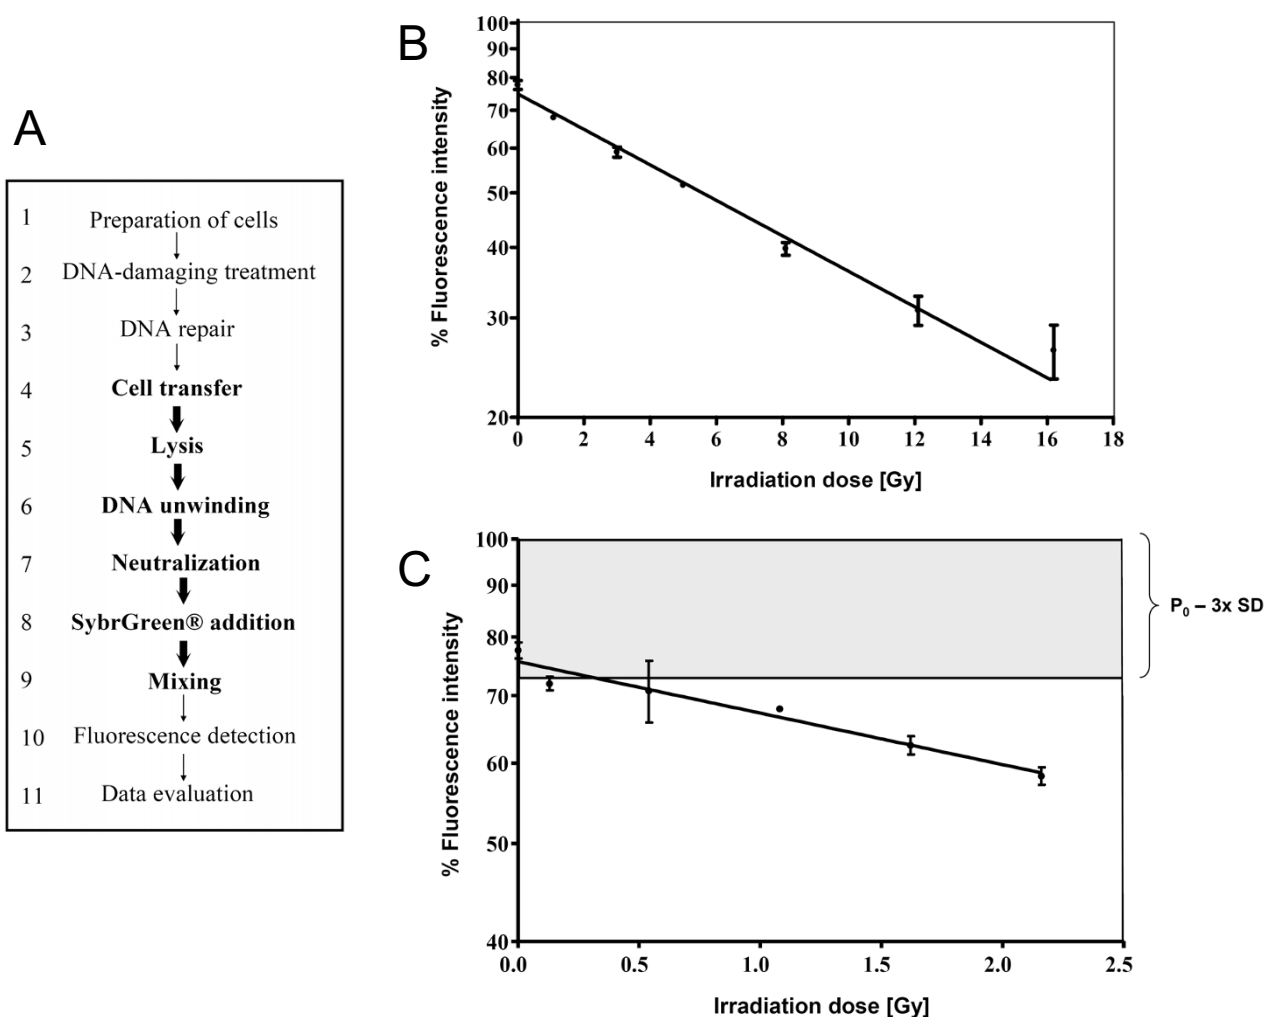 A
1 Preparation of cells
2 DNA-damaging treatment
3 DNA repair
4 Cell transfer
5 Lysis
6 DNA unwinding
7 Neutralization
8 SybrGreen® addition
9 Mixing
10 Fluorescence detection
11 Data evaluation
B
% Fluorescence intensity
100
90
80
70
60
50
40
30
20
0 2 4 6 8 10 12 14 16 18
Irradiation dose [Gy]
C
% Fluorescence intensity
100
90
80
70
60
50
40
P₀ – 3x SD
0.0 0.5 1.0 1.5 2.0 2.5
Irradiation dose [Gy]